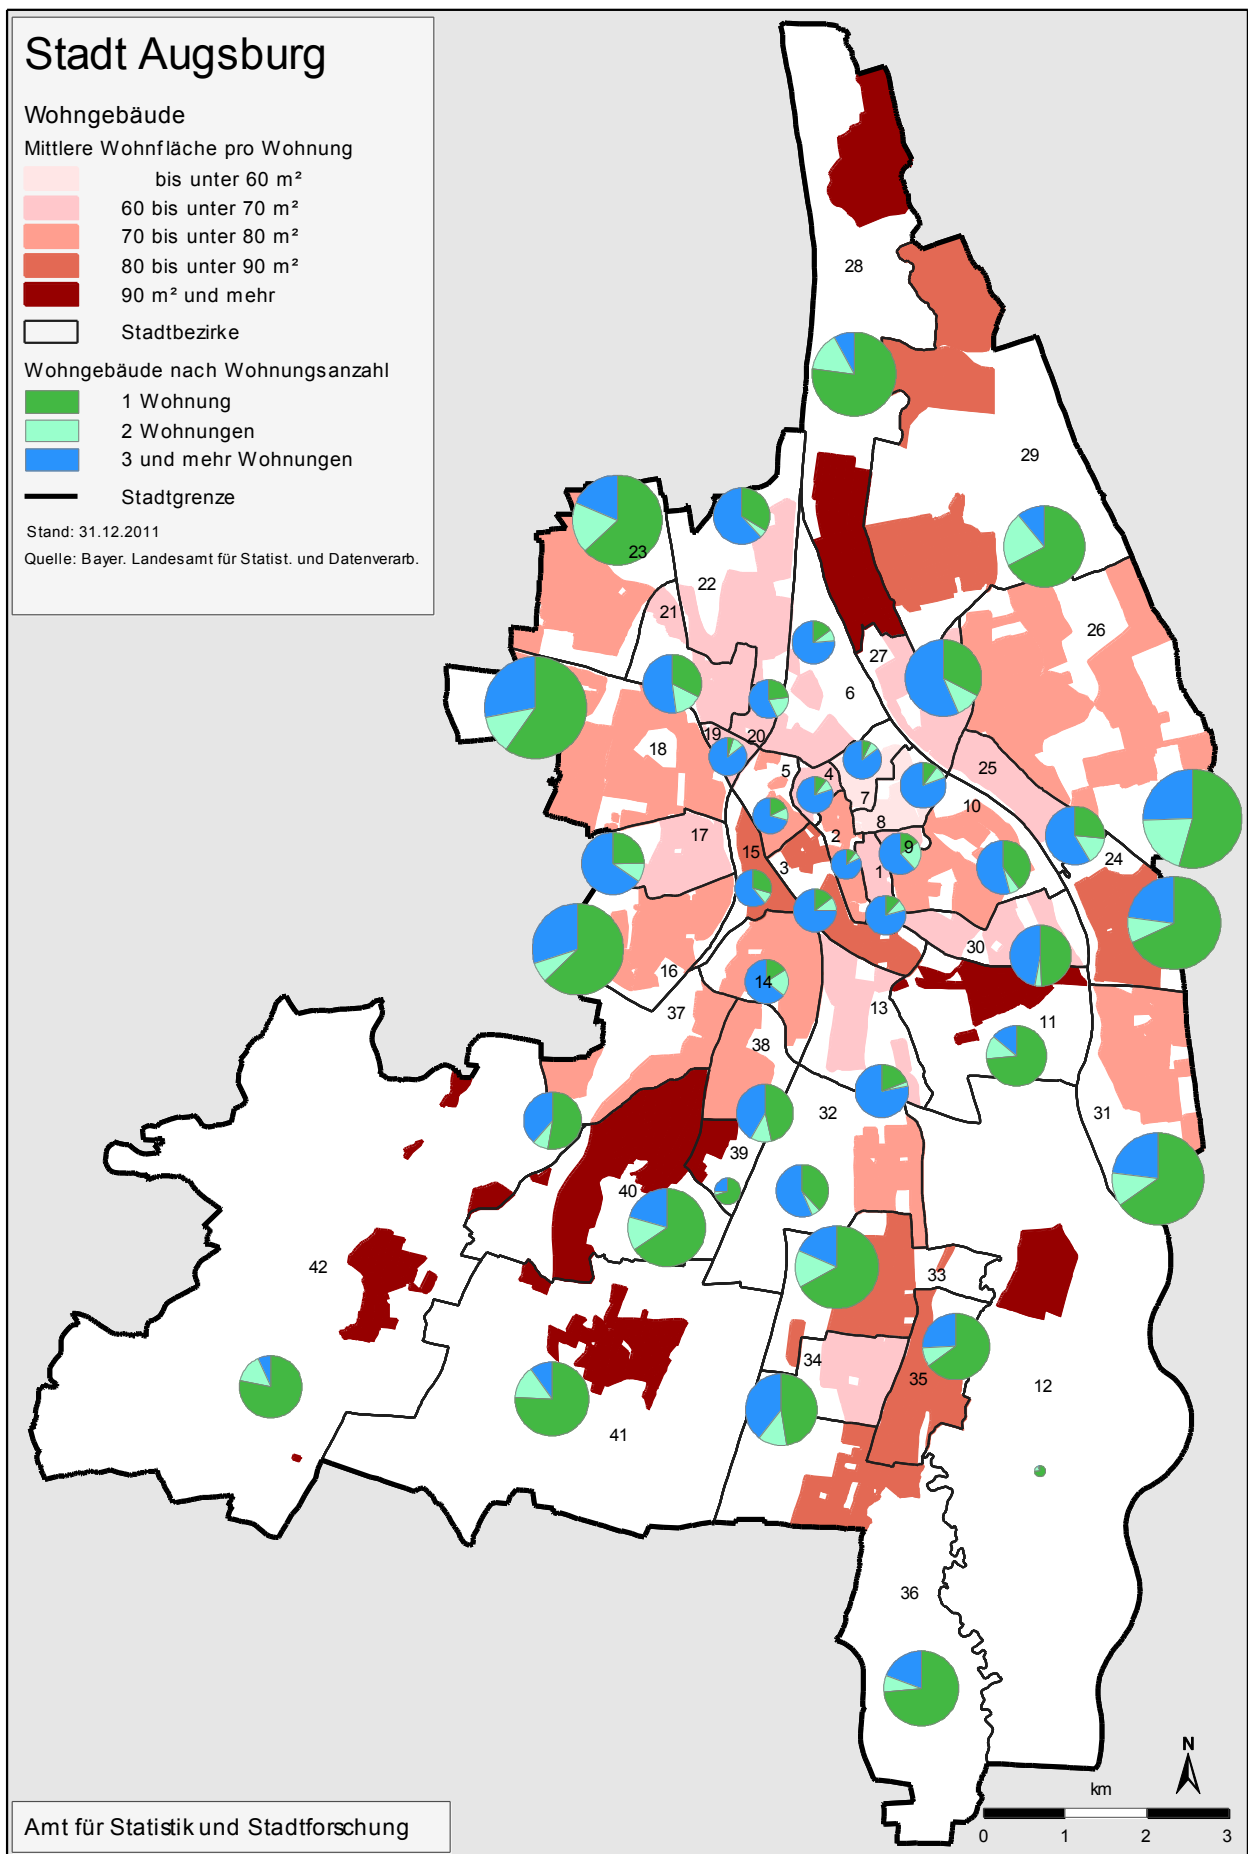 Stadt Augsburg
Wohngebäude
Mittlere Wohnfläche pro Wohnung
bis unter 60 m²
60 bis unter 70 m²
70 bis unter 80 m²
80 bis unter 90 m²
90 m² und mehr
Stadtbezirke
Wohngebäude nach Wohnungsanzahl
1 Wohnung
2 Wohnungen
3 und mehr Wohnungen
Stadtgrenze
Stand: 31.12.2011
Quelle: Bayer. Landesamt für Statist. und Datenverarb.
28
29
23
22
21
26
27
6
19
20
18
5
4
25
7
10
8
17
2
15
9
24
3
1
30
16
14
37
13
11
38
32
31
39
40
42
33
34
35
12
41
36
N
km
0 1 2 3
Amt für Statistik und Stadtforschung